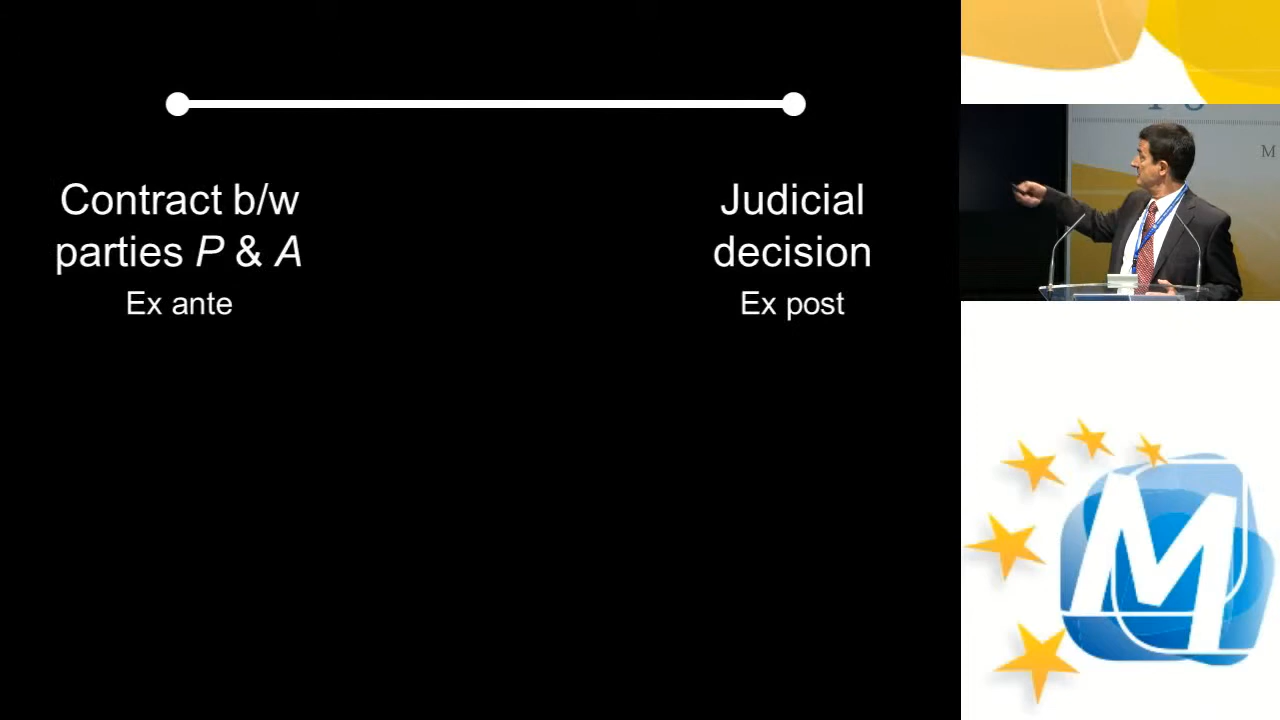 Contract b/w
parties P & A
Ex ante
Judicial
decision
Ex post
M
M